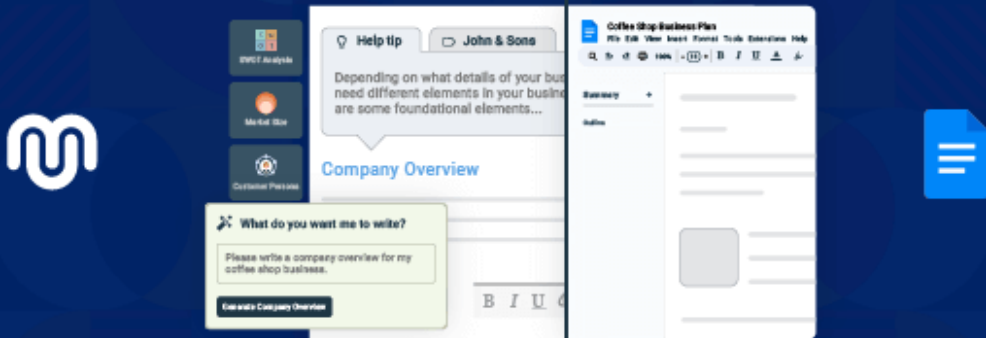 SWOT Analysis
Market Size
Customer Persona
Help tip
John & Sons
Depending on what details of your bus
need different elements in your busine
are some foundational elements...
Company Overview
What do you want me to write?
Please write a company overview for my
coffee shop business.
Generate Company Overview
B I U
Coffee Shop Business Plan
File Edit View Insert Format Tools Extensions Help
100%
B I U A
Summary +
Outline